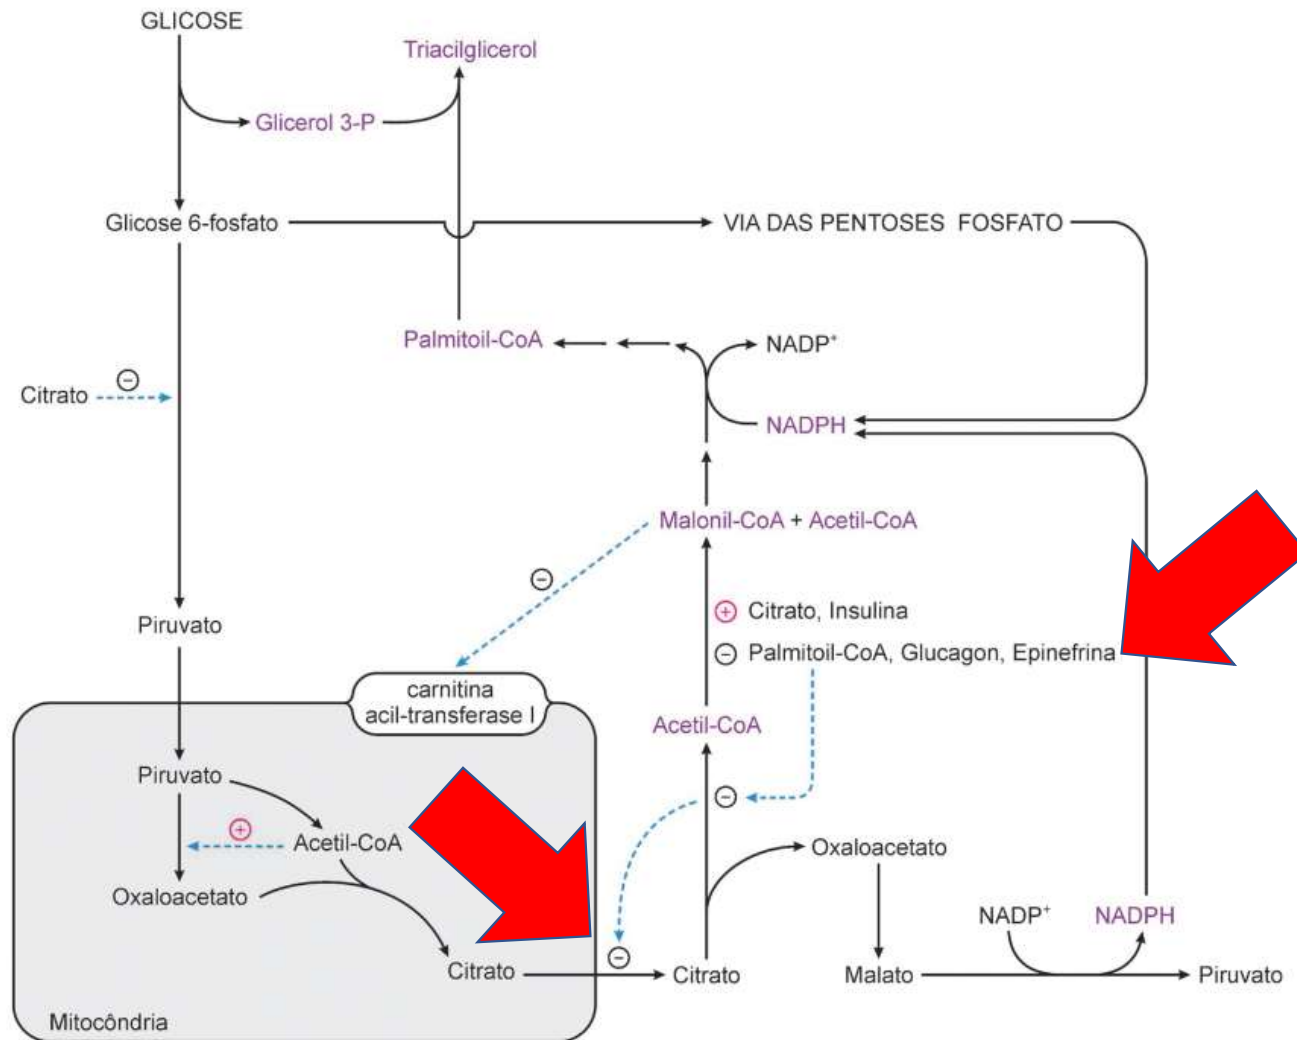 GLICOSE
Triacilglicerol
Glicerol 3-P
Glicose 6-fosfato
VIA DAS PENTOSES FOSFATO
Palmitoil-CoA
NADP⁺
Citrato
−
NADPH
Malonil-CoA + Acetil-CoA
−
+ Citrato, Insulina
− Palmitoil-CoA, Glucagon, Epinefrina
Piruvato
carnitina
acil-transferase I
Acetil-CoA
Piruvato
−
+
Acetil-CoA
Oxaloacetato
Oxaloacetato
NADP⁺
NADPH
Citrato
−
Citrato
Malato
Piruvato
Mitocôndria